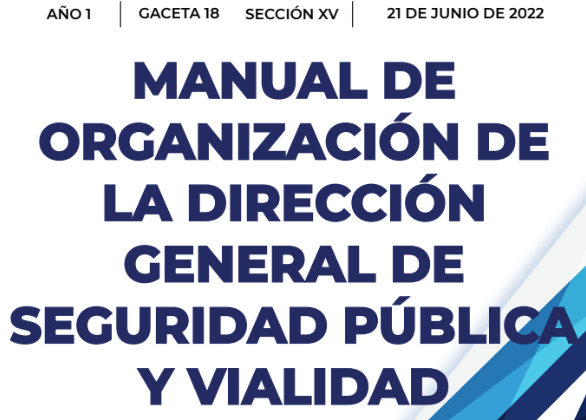 AÑO 1 | GACETA 18 SECCIÓN XV | 21 DE JUNIO DE 2022
MANUAL DE
ORGANIZACIÓN DE
LA DIRECCIÓN
GENERAL DE
SEGURIDAD PÚBLICA
Y VIALIDAD